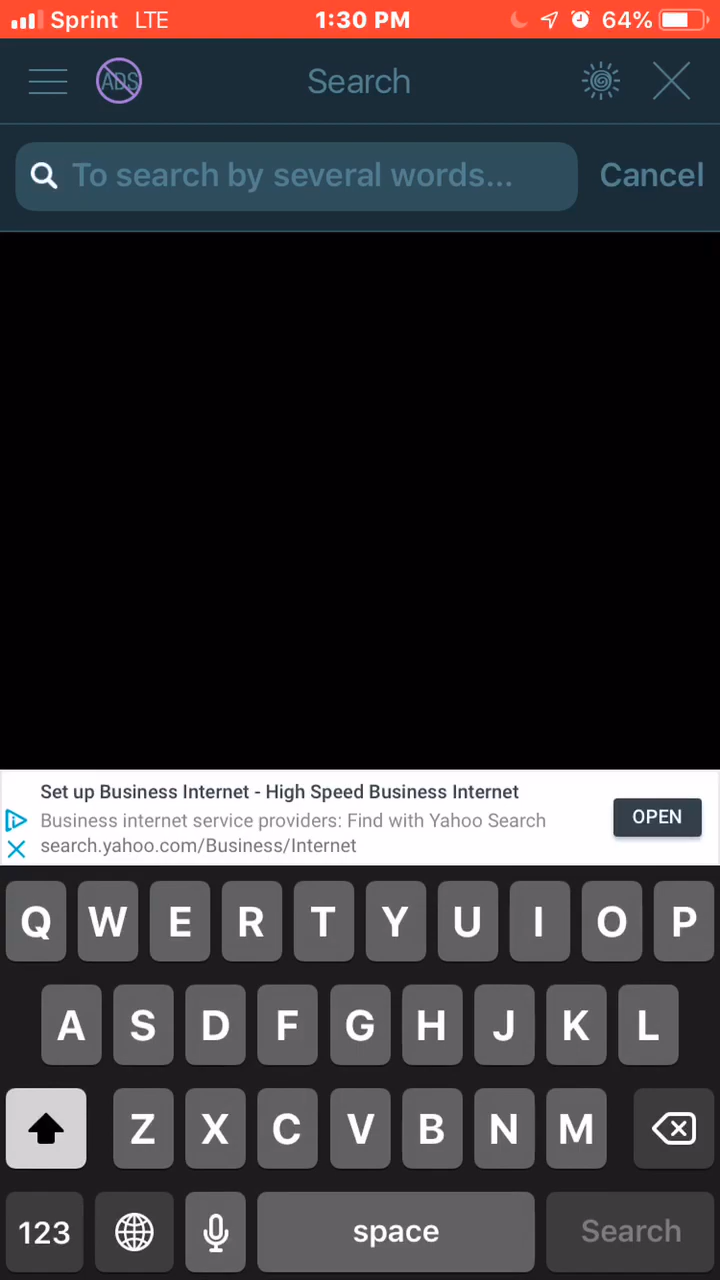 Sprint LTE 1:30 PM 64%
ADS Search
To search by several words... Cancel
Set up Business Internet - High Speed Business Internet
Business internet service providers: Find with Yahoo Search
OPEN
search.yahoo.com/Business/Internet
Q W E R T Y U I O P
A S D F G H J K L
Z X C V B N M
123 space Search